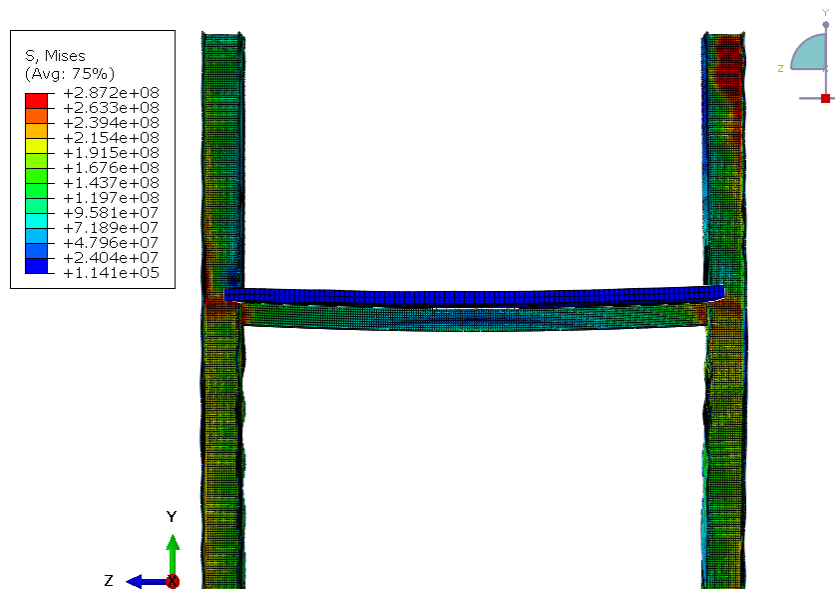 S, Mises
(Avg: 75%)
+2.872e+08
+2.633e+08
+2.394e+08
+2.154e+08
+1.915e+08
+1.676e+08
+1.437e+08
+1.197e+08
+9.581e+07
+7.189e+07
+4.796e+07
+2.404e+07
+1.141e+05
Y
Z
Y
Z
X